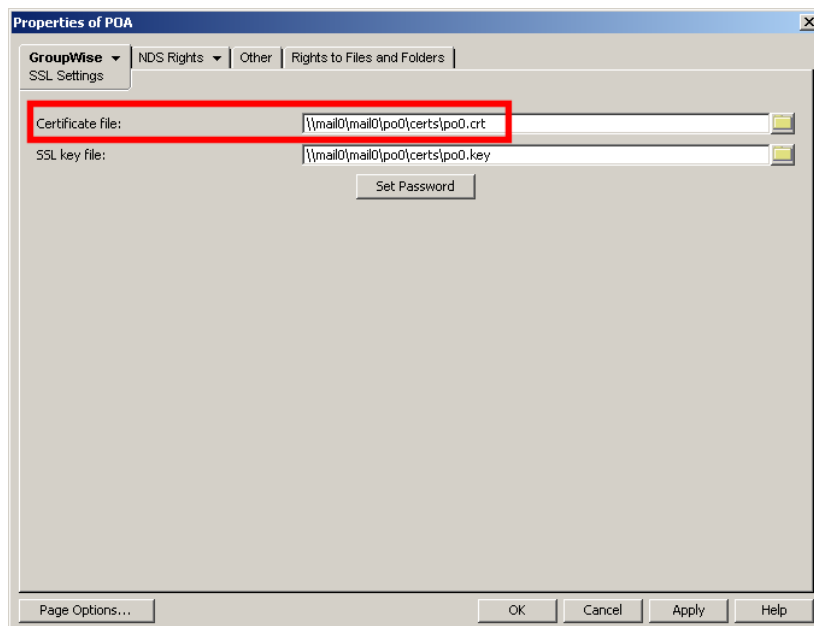 Properties of POA
GroupWise NDS Rights Other Rights to Files and Folders
SSL Settings
Certificate file: \\mail0\mail0\po0\certs\po0.crt
SSL key file: \\mail0\mail0\po0\certs\po0.key
Set Password
Page Options... OK Cancel Apply Help